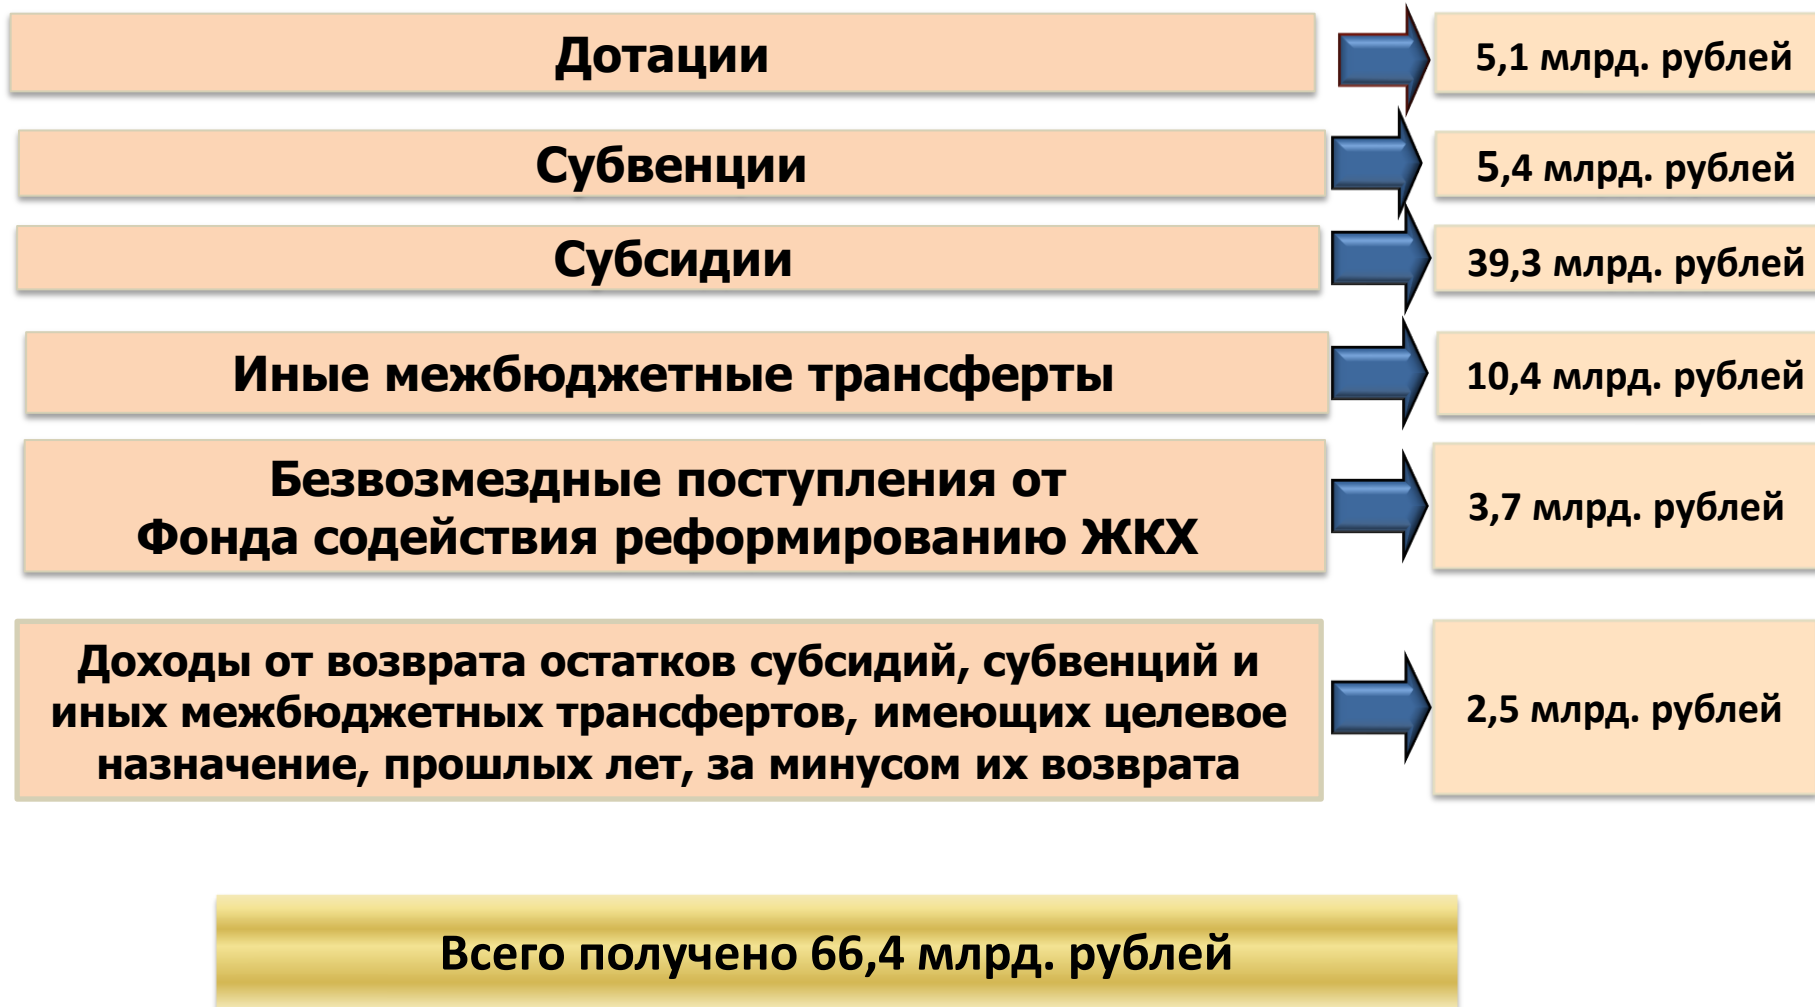 Дотации
5,1 млрд. рублей
Субвенции
5,4 млрд. рублей
Субсидии
39,3 млрд. рублей
Иные межбюджетные трансферты
10,4 млрд. рублей
Безвозмездные поступления от
Фонда содействия реформированию ЖКХ
3,7 млрд. рублей
Доходы от возврата остатков субсидий, субвенций и
иных межбюджетных трансфертов, имеющих целевое
назначение, прошлых лет, за минусом их возврата
2,5 млрд. рублей
Всего получено 66,4 млрд. рублей